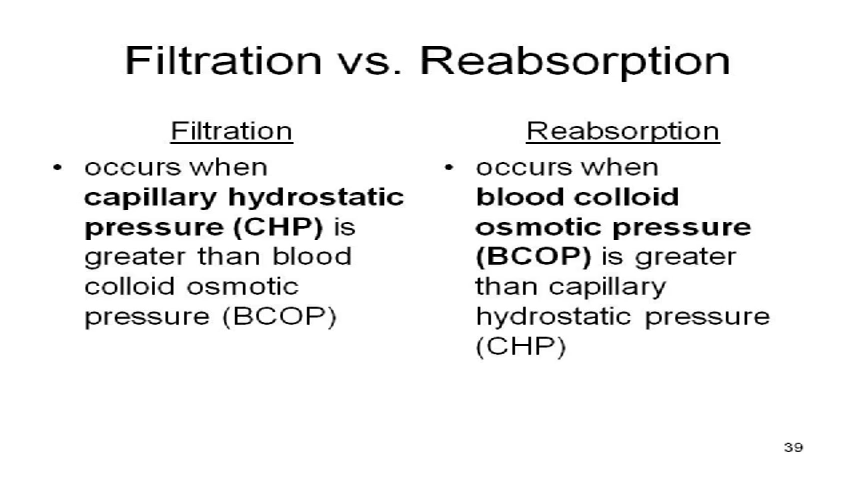 Filtration vs. Reabsorption
Filtration
• occurs when
capillary hydrostatic
pressure (CHP) is
greater than blood
colloid osmotic
pressure (BCOP)
Reabsorption
• occurs when
blood colloid
osmotic pressure
(BCOP) is greater
than capillary
hydrostatic pressure
(CHP)
39